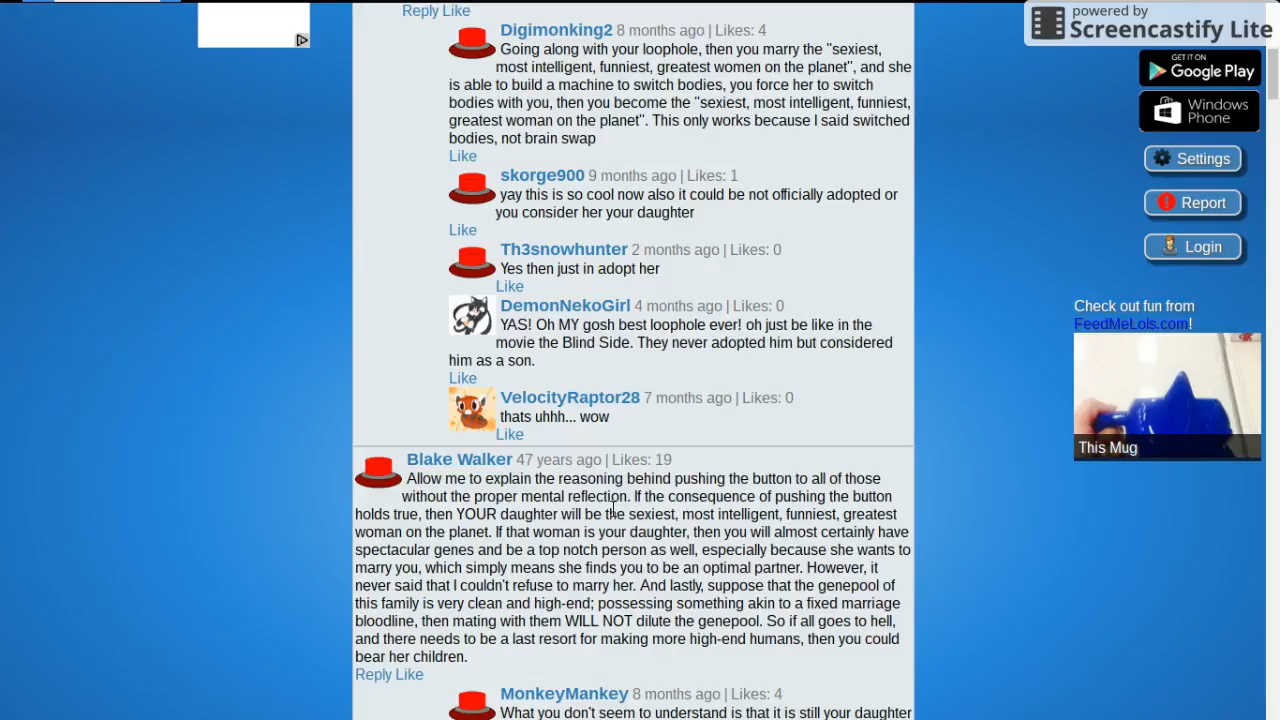 Reply Like
Digimonking2 8 months ago | Likes: 4
Going along with your loophole, then you marry the "sexiest,
most intelligent, funniest, greatest women on the planet", and she
is able to build a machine to switch bodies, you force her to switch
bodies with you, then you become the "sexiest, most intelligent, funniest,
greatest woman on the planet". This only works because I said switched
bodies, not brain swap
Like
skorge900 9 months ago | Likes: 1
yay this is so cool now also it could be not officially adopted or
you consider her your daughter
Like
Th3snowhunter 2 months ago | Likes: 0
Yes then just in adopt her
Like
DemonNekoGirl 4 months ago | Likes: 0
YAS! Oh MY gosh best loophole ever! oh just be like in the
movie the Blind Side. They never adopted him but considered
him as a son.
Like
VelocityRaptor28 7 months ago | Likes: 0
thats uhhh... wow
Like
Blake Walker 47 years ago | Likes: 19
Allow me to explain the reasoning behind pushing the button to all of those
without the proper mental reflection. If the consequence of pushing the button
holds true, then YOUR daughter will be the sexiest, most intelligent, funniest, greatest
woman on the planet. If that woman is your daughter, then you will almost certainly have
spectacular genes and be a top notch person as well, especially because she wants to
marry you, which simply means she finds you to be an optimal partner. However, it
never said that I couldn't refuse to marry her. And lastly, suppose that the genepool of
this family is very clean and high-end; possessing something akin to a fixed marriage
bloodline, then mating with them WILL NOT dilute the genepool. So if all goes to hell,
and there needs to be a last resort for making more high-end humans, then you could
bear her children.
Reply Like
MonkeyMankey 8 months ago | Likes: 4
What you don't seem to understand is that it is still your daughter
powered by
Screencastify Lite
GET IT ON
Google Play
Windows
Phone
Settings
Report
Login
Check out fun from
FeedMeLols.com!
This Mug